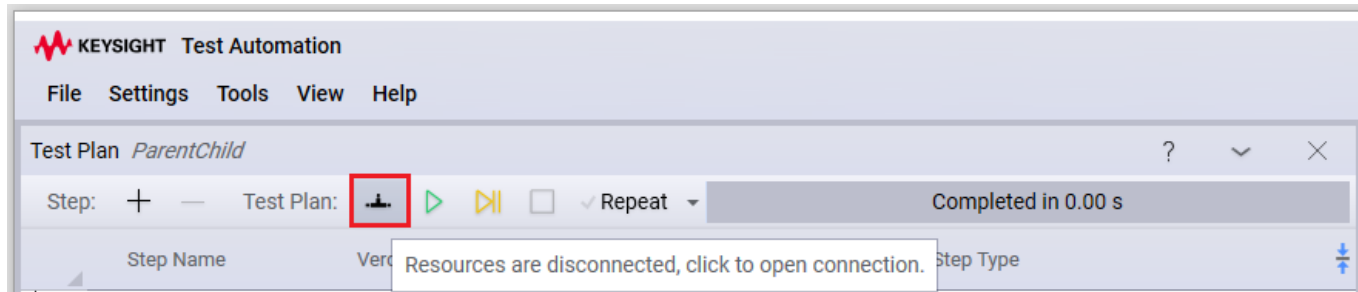 KEYSIGHT Test Automation
File Settings Tools View Help
Test Plan ParentChild ?
Step: Test Plan: Repeat Completed in 0.00 s
Step Name Verd Step Type
Resources are disconnected, click to open connection.